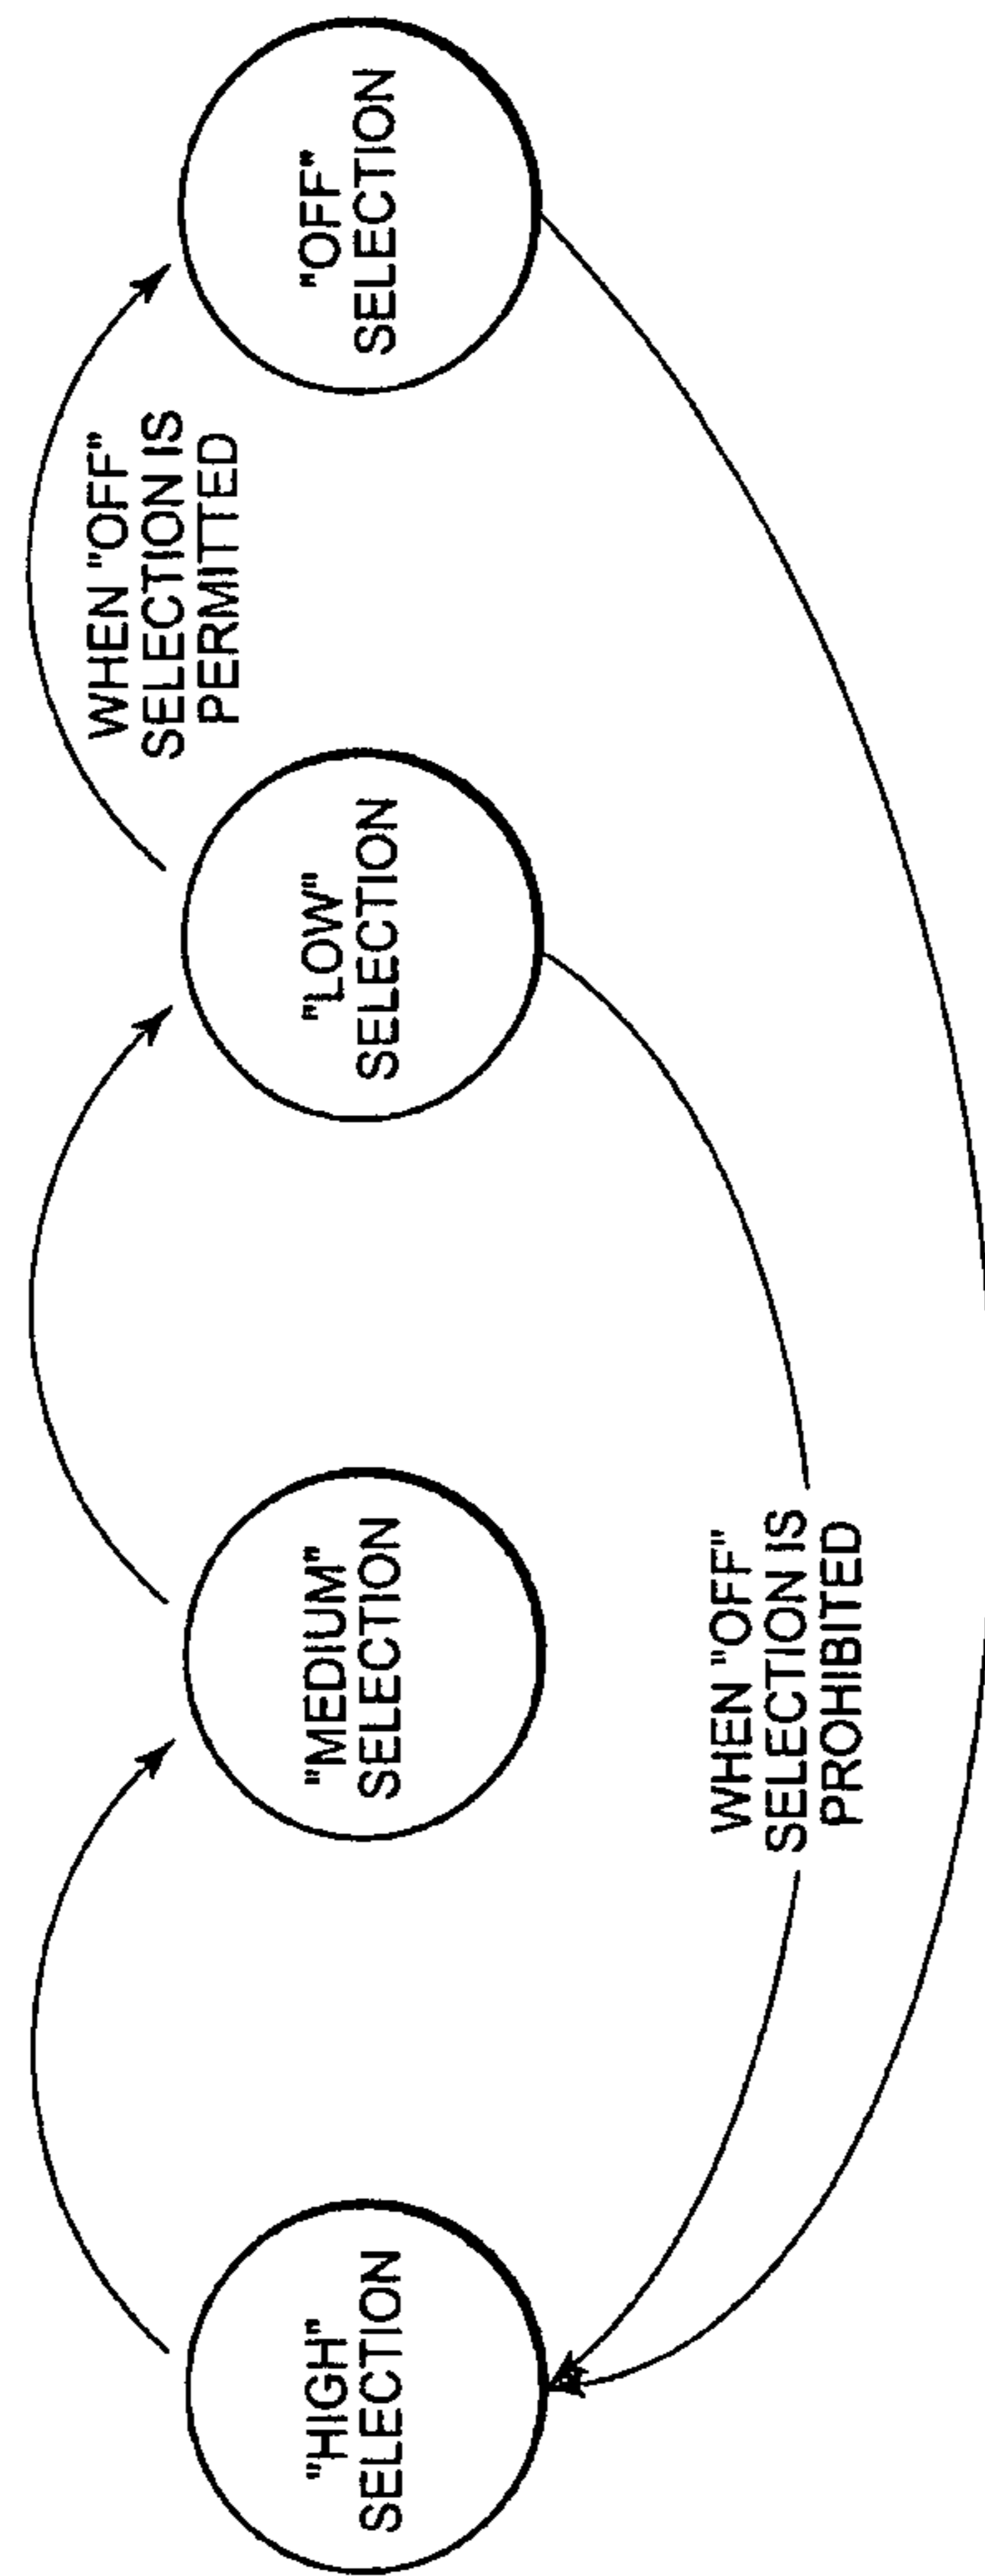 "HIGH"
SELECTION
"MEDIUM"
SELECTION
"LOW"
SELECTION
WHEN "OFF"
SELECTION IS
PERMITTED
"OFF"
SELECTION
WHEN "OFF"
SELECTION IS
PROHIBITED